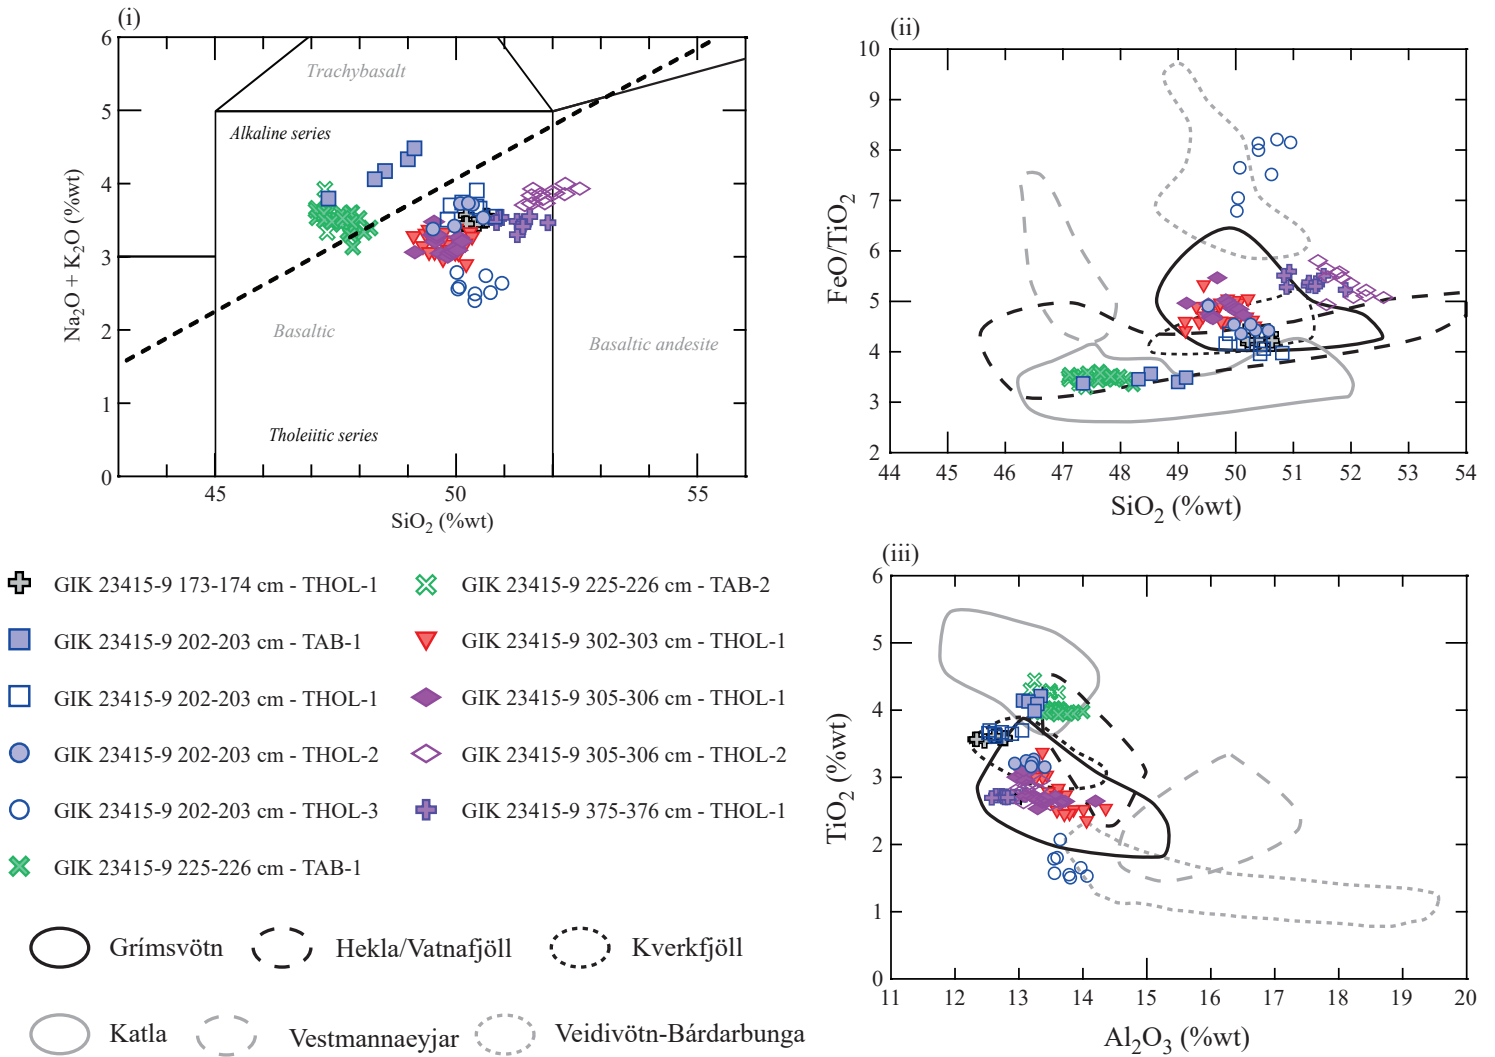 (i)
6
5
4
3
2
1
0
Na₂O + K₂O (%wt)
Trachybasalt
Alkaline series
Basaltic
Basaltic andesite
Tholeiitic series
45
50
55
SiO₂ (%wt)
(ii)
10
9
8
7
6
5
4
3
2
FeO/TiO₂
44
45
46
47
48
49
50
51
52
53
54
SiO₂ (%wt)
GIK 23415-9 173-174 cm - THOL-1
GIK 23415-9 202-203 cm - TAB-1
GIK 23415-9 202-203 cm - THOL-1
GIK 23415-9 202-203 cm - THOL-2
GIK 23415-9 202-203 cm - THOL-3
GIK 23415-9 225-226 cm - TAB-1
GIK 23415-9 225-226 cm - TAB-2
GIK 23415-9 302-303 cm - THOL-1
GIK 23415-9 305-306 cm - THOL-1
GIK 23415-9 305-306 cm - THOL-2
GIK 23415-9 375-376 cm - THOL-1
Grímsvötn
Hekla/Vatnafjöll
Kverkfjöll
Katla
Vestmannaeyjar
Veidivötn-Bárdarbunga
(iii)
6
5
4
3
2
1
0
TiO₂ (%wt)
11
12
13
14
15
16
17
18
19
20
Al₂O₃ (%wt)